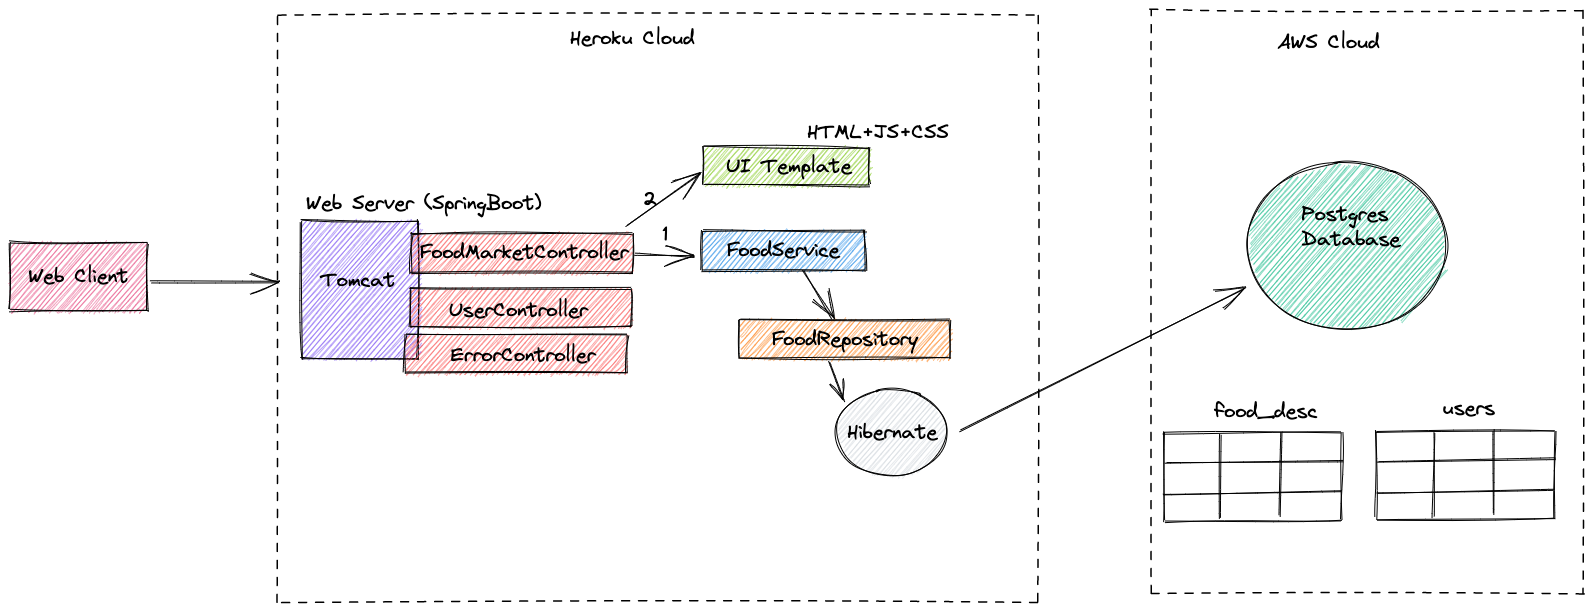 Heroku Cloud
AWS Cloud
HTML+JS+CSS
UI Template
Web Server (SpringBoot)
2
1
FoodMarketController
FoodService
Web Client
Tomcat
UserController
ErrorController
FoodRepository
Hibernate
Postgres
Database
food_desc
users